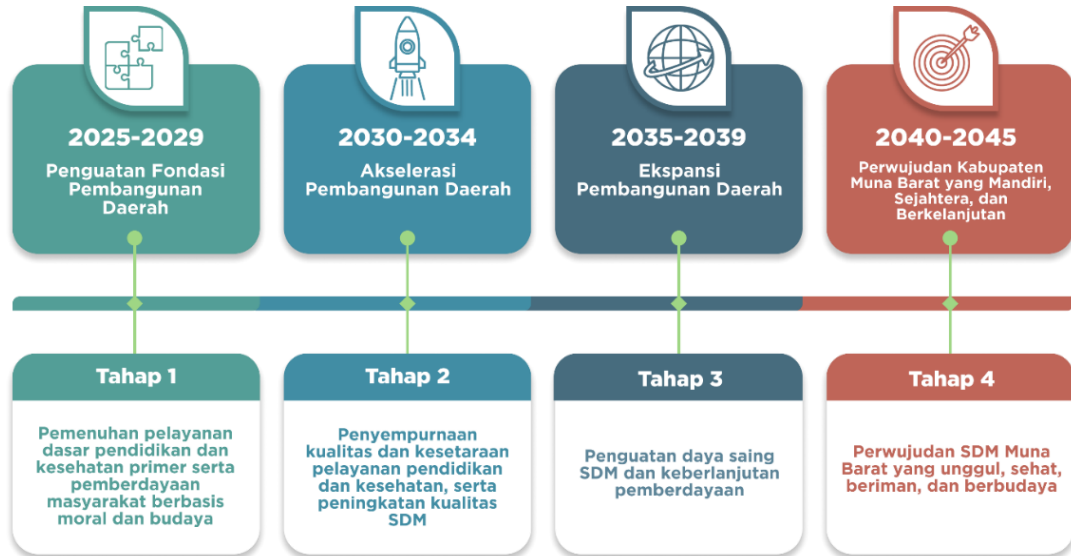 2025-2029
Penguatan Fondasi
Pembangunan
Daerah
2030-2034
Akselerasi
Pembangunan Daerah
2035-2039
Ekspansi
Pembangunan Daerah
2040-2045
Perwujudan Kabupaten
Muna Barat yang Mandiri,
Sejahtera, dan
Berkelanjutan
Tahap 1
Pemenuhan pelayanan
dasar pendidikan dan
kesehatan primer serta
pemberdayaan
masyarakat berbasis
moral dan budaya
Tahap 2
Penyempurnaan
kualitas dan kesetaraan
pelayanan pendidikan
dan kesehatan, serta
peningkatan kualitas
SDM
Tahap 3
Penguatan daya saing
SDM dan keberlanjutan
pemberdayaan
Tahap 4
Perwujudan SDM Muna
Barat yang unggul, sehat,
beriman, dan berbudaya